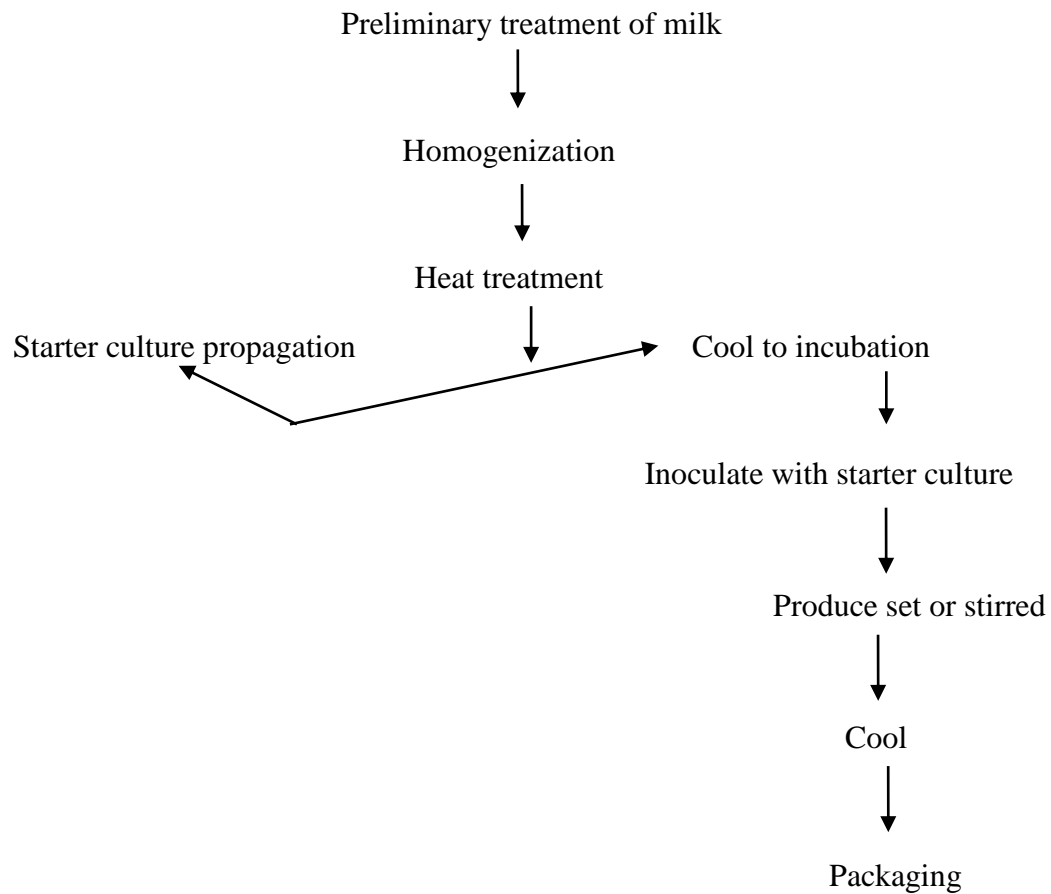 Preliminary treatment of milk
Homogenization
Heat treatment
Starter culture propagation
Cool to incubation
Inoculate with starter culture
Produce set or stirred
Cool
Packaging